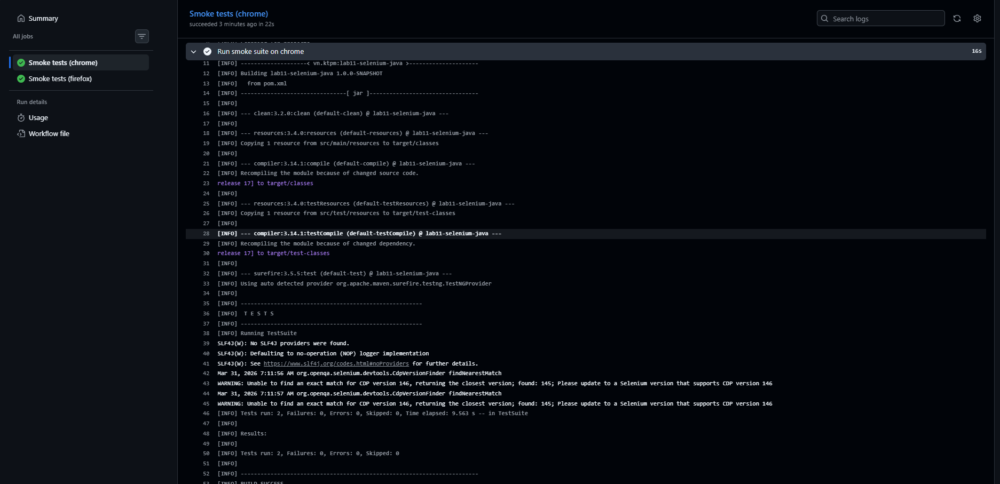 Summary
All jobs
Smoke tests (chrome)
Smoke tests (firefox)
Run details
Usage
Workflow file
Smoke tests (chrome)
succeeded 3 minutes ago in 22s
Search logs
Run smoke suite on chrome
16s
11 [INFO] --------------------< vn.ktpm:lab11-selenium-java >---------------------
12 [INFO] Building lab11-selenium-java 1.0.0-SNAPSHOT
13 [INFO]   from pom.xml
14 [INFO] --------------------------------[ jar ]---------------------------------
15 [INFO]
16 [INFO] --- clean:3.2.0:clean (default-clean) @ lab11-selenium-java ---
17 [INFO]
18 [INFO] --- resources:3.4.0:resources (default-resources) @ lab11-selenium-java ---
19 [INFO] Copying 1 resource from src/main/resources to target/classes
20 [INFO]
21 [INFO] --- compiler:3.14.1:compile (default-compile) @ lab11-selenium-java ---
22 [INFO] Recompiling the module because of changed source code.
23 release 17] to target/classes
24 [INFO]
25 [INFO] --- resources:3.4.0:testResources (default-testResources) @ lab11-selenium-java ---
26 [INFO] Copying 1 resource from src/test/resources to target/test-classes
27 [INFO]
28 [INFO] --- compiler:3.14.1:testCompile (default-testCompile) @ lab11-selenium-java ---
29 [INFO] Recompiling the module because of changed dependency.
30 release 17] to target/test-classes
31 [INFO]
32 [INFO] --- surefire:3.5.5:test (default-test) @ lab11-selenium-java ---
33 [INFO] Using auto detected provider org.apache.maven.surefire.testng.TestNGProvider
34 [INFO]
35 [INFO] -------------------------------------------------------
36 [INFO]  T E S T S
37 [INFO] -------------------------------------------------------
38 [INFO] Running TestSuite
39 SLF4J(W): No SLF4J providers were found.
40 SLF4J(W): Defaulting to no-operation (NOP) logger implementation
41 SLF4J(W): See https://www.slf4j.org/codes.html#noProviders for further details.
42 Mar 31, 2026 7:11:56 AM org.openqa.selenium.devtools.CdpVersionFinder findNearestMatch
43 WARNING: Unable to find an exact match for CDP version 146, returning the closest version; found: 145; Please update to a Selenium version that supports CDP version 146
44 Mar 31, 2026 7:11:57 AM org.openqa.selenium.devtools.CdpVersionFinder findNearestMatch
45 WARNING: Unable to find an exact match for CDP version 146, returning the closest version; found: 145; Please update to a Selenium version that supports CDP version 146
46 [INFO] Tests run: 2, Failures: 0, Errors: 0, Skipped: 0, Time elapsed: 9.563 s -- in TestSuite
47 [INFO]
48 [INFO] Results:
49 [INFO]
50 [INFO] Tests run: 2, Failures: 0, Errors: 0, Skipped: 0
51 [INFO]
52 [INFO] ------------------------------------------------------------------------
53 [INFO] BUILD SUCCESS